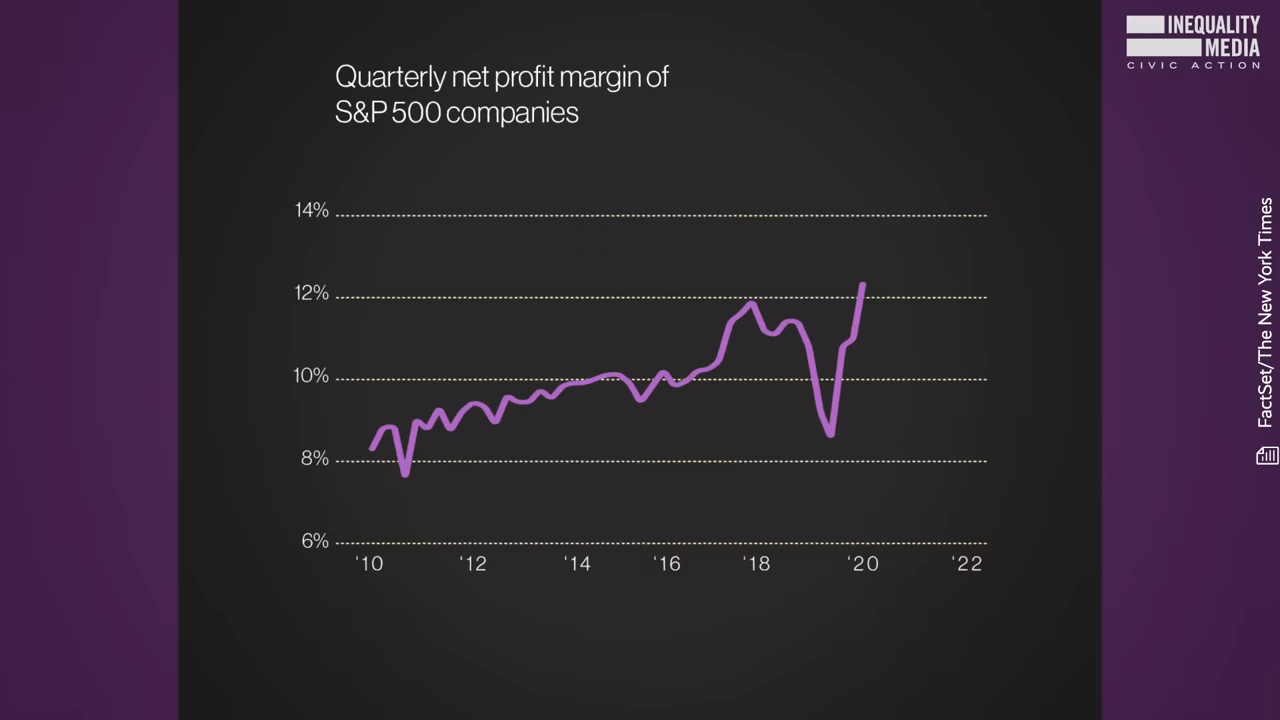 INEQUALITY
MEDIA
CIVIC ACTION
Quarterly net profit margin of
S&P 500 companies
14%
12%
10%
8%
6%
‘10 ‘12 ‘14 ‘16 ‘18 ‘20 ‘22
FactSet/The New York Times